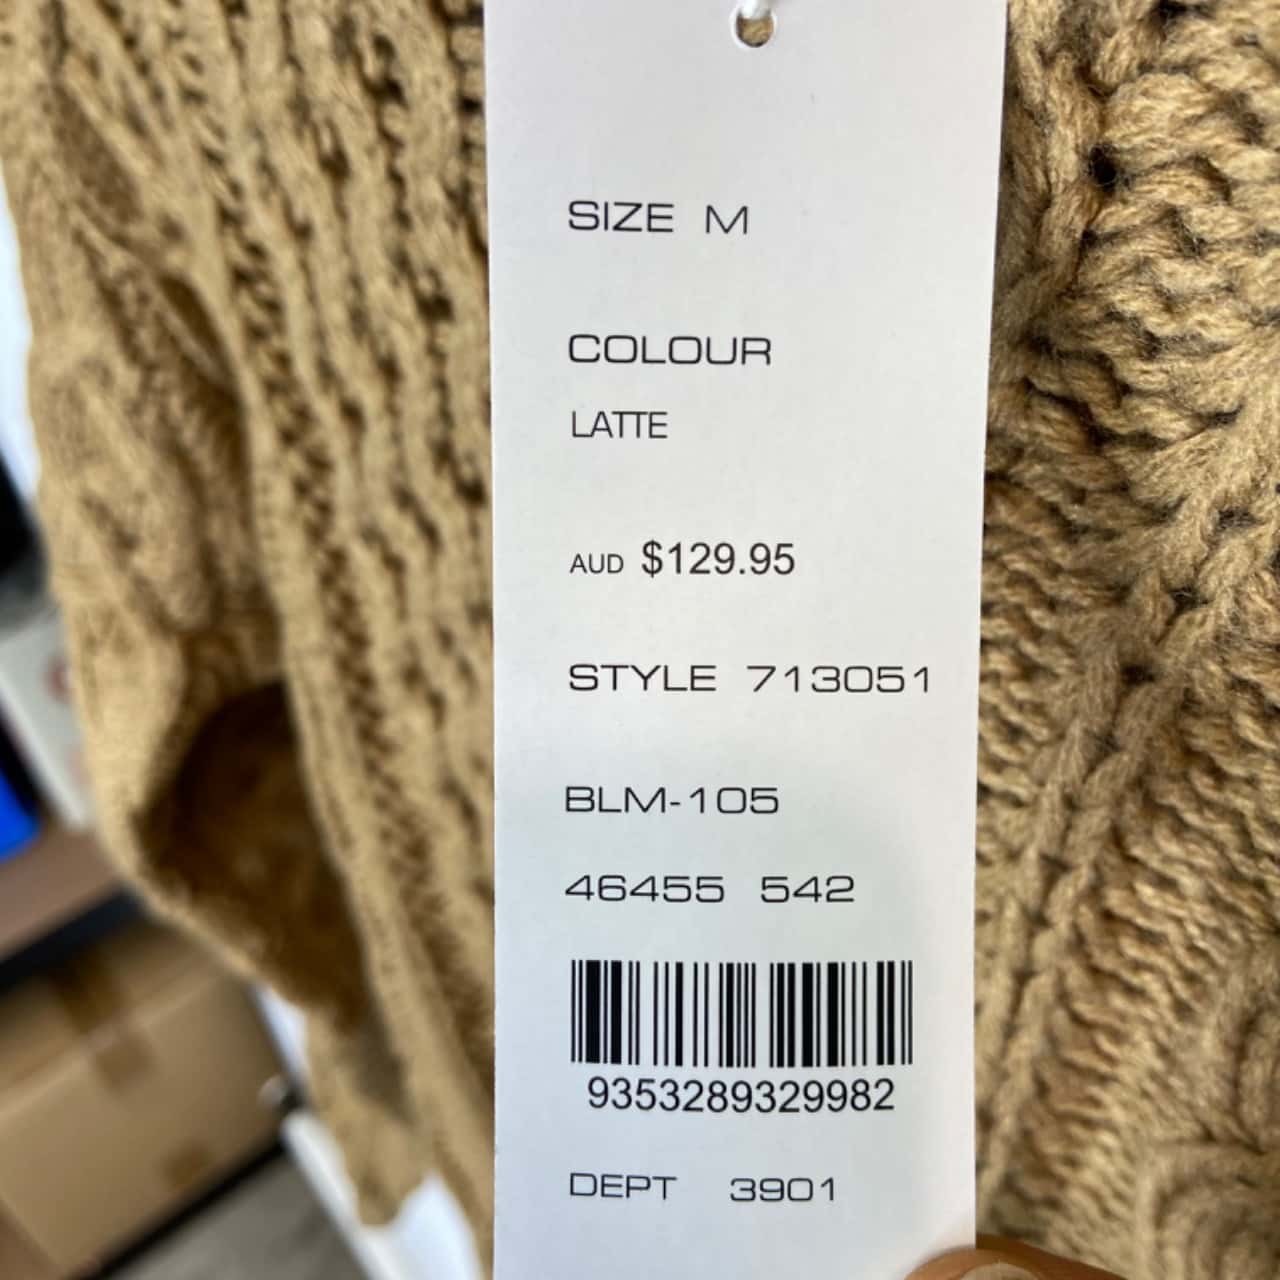 SIZE M
COLOUR
LATTE
AUD $129.95
STYLE 713051
BLM-105
46455 542
9353289329982
DEPT 3901